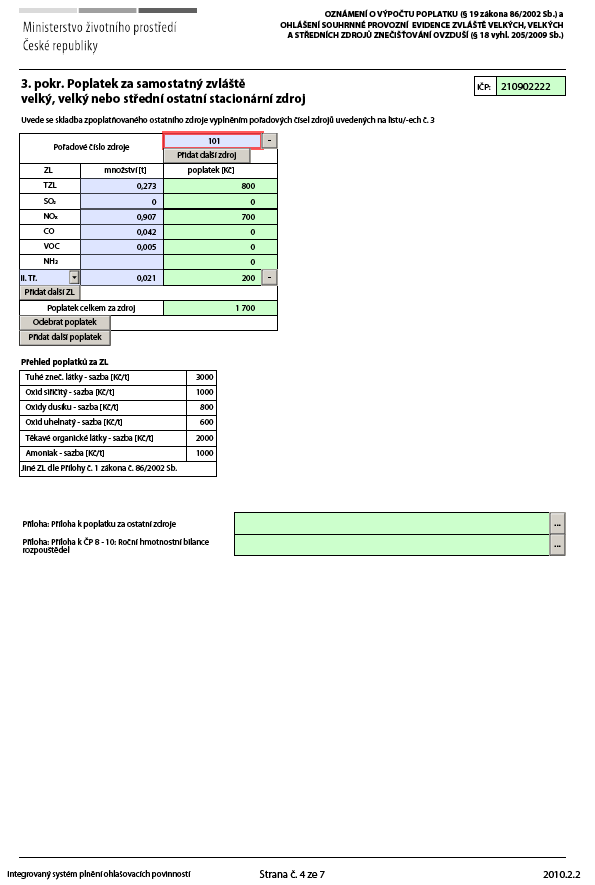 Ministerstvo životního prostředí
České republiky
OZNÁMENÍ O VÝPOČTU POPLATKU (§ 19 zákona 86/2002 Sb.) a
OHLÁŠENÍ SOUHRNNÉ PROVOZNÍ EVIDENCE ZVLÁŠTĚ VELKÝCH, VELKÝCH
A STŘEDNÍCH ZDROJŮ ZNEČIŠŤOVÁNÍ OVZDUŠÍ (§ 18 vyhl. 205/2009 Sb.)
3. pokr. Poplatek za samostatný zvláště
velký, velký nebo střední ostatní stacionární zdroj
IČP: 210902222
Uvede se skladba zpoplatňovaného ostatního zdroje vyplněním pořadových čísel zdrojů uvedených na listu/-ech č. 3
Pořadové číslo zdroje 101 -
Přidat další zdroj
ZL množství [t] poplatek [Kč]
TZL 0,273 800
SO₂ 0 0
NOₓ 0,907 700
CO 0,042 0
VOC 0,005 0
NH₃ 0
II. Tř. 0,021 200 -
Přidat další ZL
Poplatek celkem za zdroj 1 700
Odebrat poplatek
Přidat další poplatek
Přehled poplatků za ZL
Tuhé zneč. látky - sazba [Kč/t] 3000
Oxid siřičitý - sazba [Kč/t] 1000
Oxidy dusíku - sazba [Kč/t] 800
Oxid uhelnatý - sazba [Kč/t] 600
Těkavé organické látky - sazba [Kč/t] 2000
Amoniak - sazba [Kč/t] 1000
Jiné ZL dle Přílohy č. 1 zákona č. 86/2002 Sb.
Příloha: Příloha k poplatku za ostatní zdroje ...
Příloha: Příloha k ČP 8 - 10: Roční hmotnostní bilance
rozpouštědel ...
Integrovaný systém plnění ohlašovacích povinností Strana č. 4 ze 7 2010.2.2